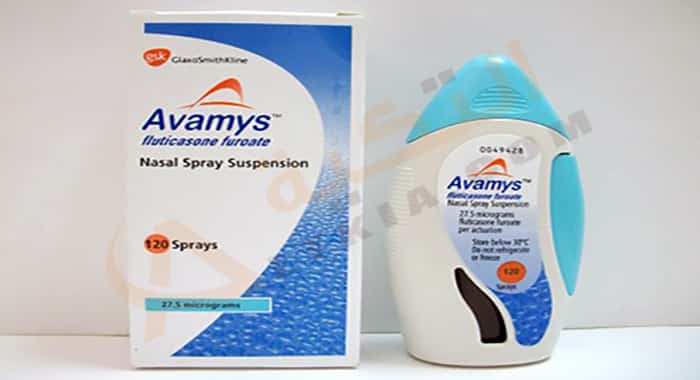 gsk GlaxoSmithKline
Avamys™
fluticasone furoate
Nasal Spray Suspension
120 Sprays
27.5 micrograms
0049428
Avamys™
fluticasone furoate
Nasal Spray Suspension
27.5 micrograms
fluticasone furoate
per actuation
Store below 30°C
Do not refrigerate
or freeze
120
Sprays